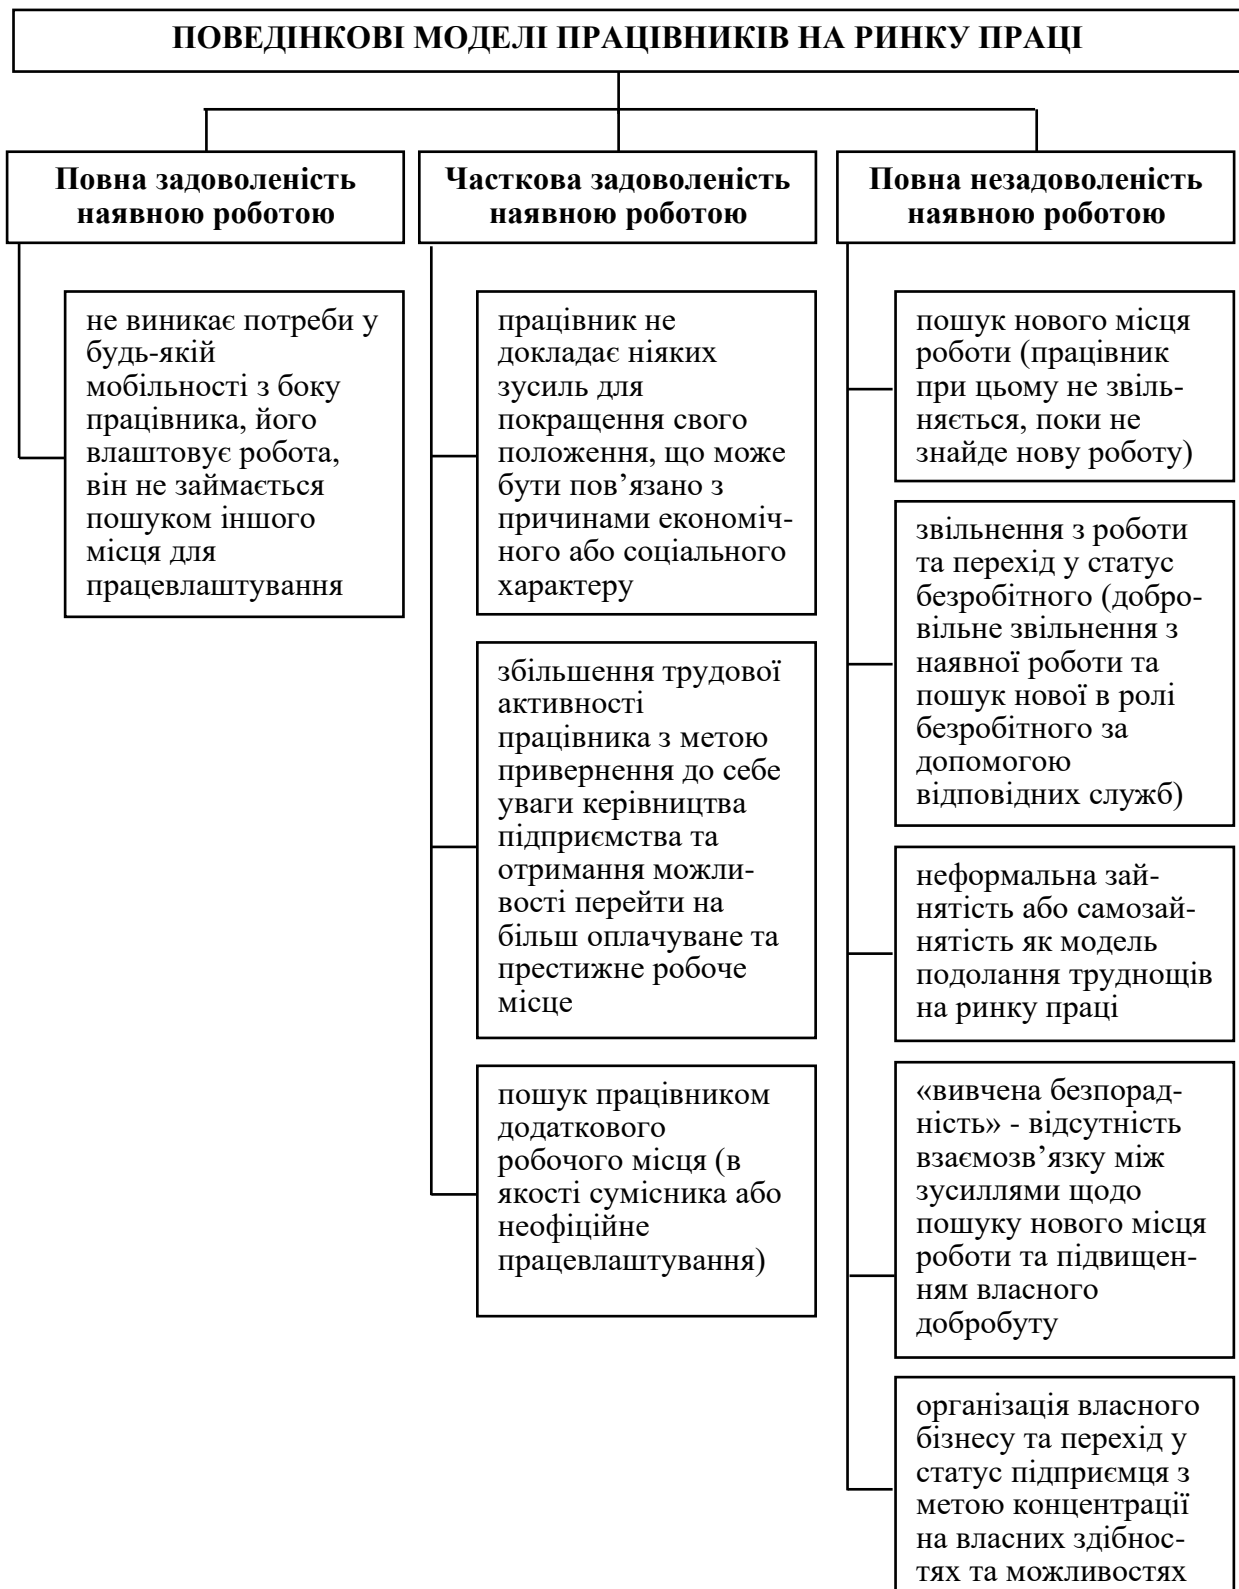 ПОВЕДІНКОВІ МОДЕЛІ ПРАЦІВНИКІВ НА РИНКУ ПРАЦІ
Повна задоволеність
наявною роботою
не виникає потреби у
будь-якій
мобільності з боку
працівника, його
влаштовує робота,
він не займається
пошуком іншого
місця для
працевлаштування
Часткова задоволеність
наявною роботою
працівник не
докладає ніяких
зусиль для
покращення свого
положення, що може
бути пов’язано з
причинами економіч-
ного або соціального
характеру
збільшення трудової
активності
працівника з метою
привернення до себе
уваги керівництва
підприємства та
отримання можли-
вості перейти на
більш оплачуване та
престижне робоче
місце
пошук працівником
додаткового
робочого місця (в
якості сумісника або
неофіційне
працевлаштування)
Повна незадоволеність
наявною роботою
пошук нового місця
роботи (працівник
при цьому не звіль-
няється, поки не
знайде нову роботу)
звільнення з роботи
та перехід у статус
безробітного (добро-
вільне звільнення з
наявної роботи та
пошук нової в ролі
безробітного за
допомогою
відповідних служб)
неформальна зай-
нятість або самозай-
нятість як модель
подолання труднощів
на ринку праці
«вивчена безпорад-
ність» - відсутність
взаємозв’язку між
зусиллями щодо
пошуку нового місця
роботи та підвищен-
ням власного
добробуту
організація власного
бізнесу та перехід у
статус підприємця з
метою концентрації
на власних здібнос-
тях та можливостях